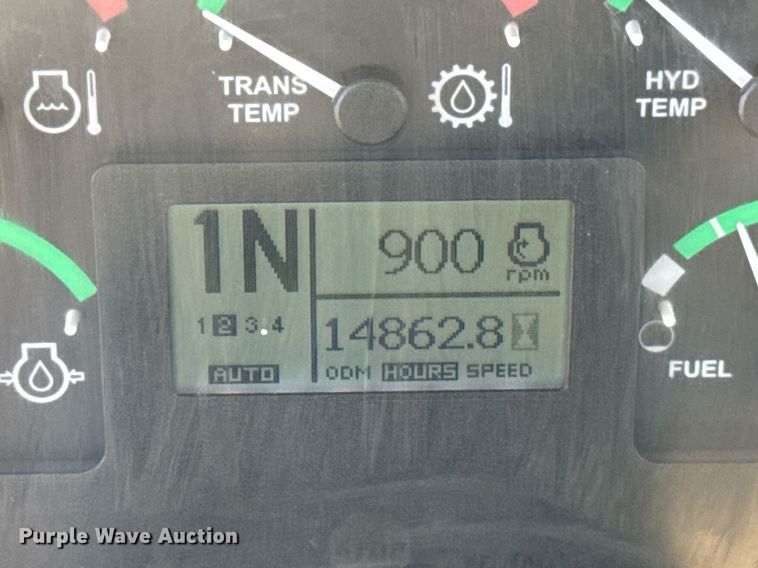 TRANS
TEMP
HYD
TEMP
1N
900
rpm
1 2 3.4
14862.8
AUTO
ODM HOURS SPEED
FUEL
Purple Wave Auction